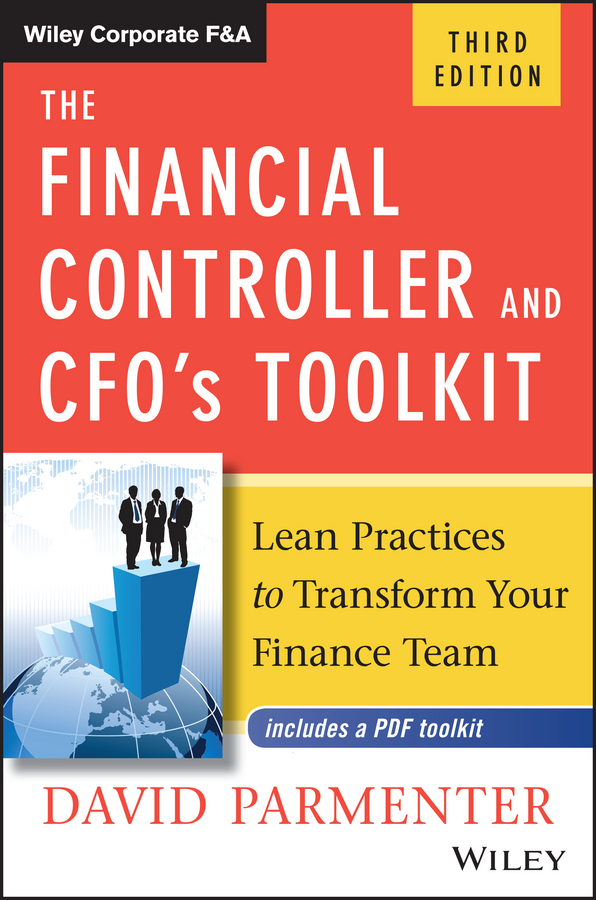 Wiley Corporate F&A
THIRD
EDITION
THE
FINANCIAL
CONTROLLER AND
CFO's TOOLKIT
Lean Practices
to Transform Your
Finance Team
includes a PDF toolkit
DAVID PARMENTER
WILEY